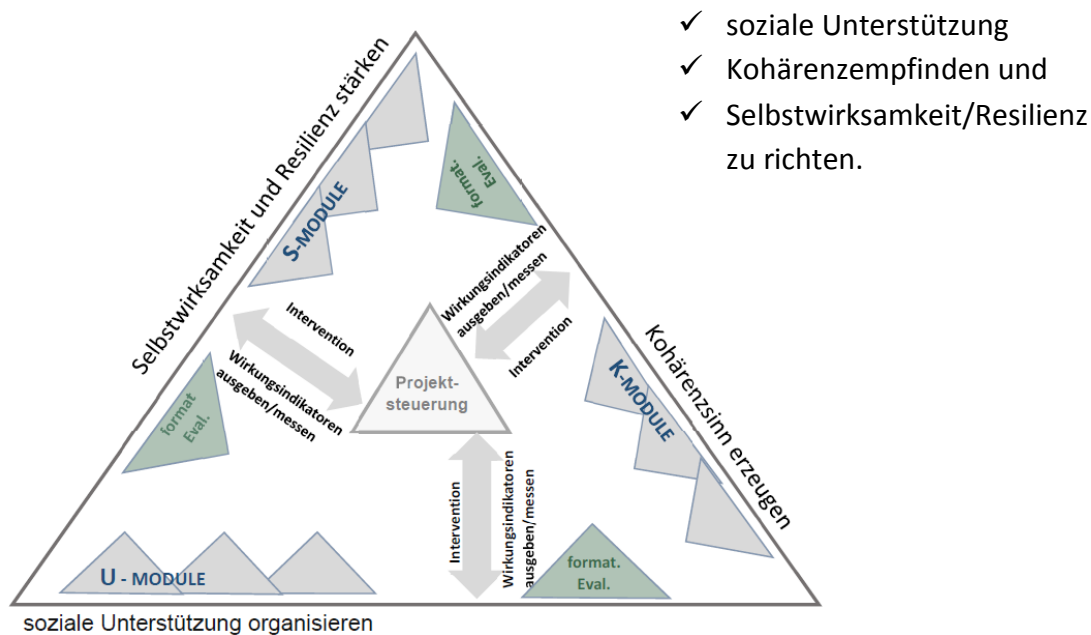 ✓ soziale Unterstützung
✓ Kohärenzempfinden und
✓ Selbstwirksamkeit/Resilienz
zu richten.
Selbstwirksamkeit und Resilienz stärken
S-MODULE
format.
Eval.
Wirkungsindikatoren
ausgeben/messen
Intervention
Kohärenzsinn erzeugen
K-MODULE
Intervention
Wirkungsindikatoren
ausgeben/messen
Projekt-
steuerung
format
Eval.
Intervention
Wirkungsindikatoren
ausgeben/messen
U - MODULE
format.
Eval.
soziale Unterstützung organisieren